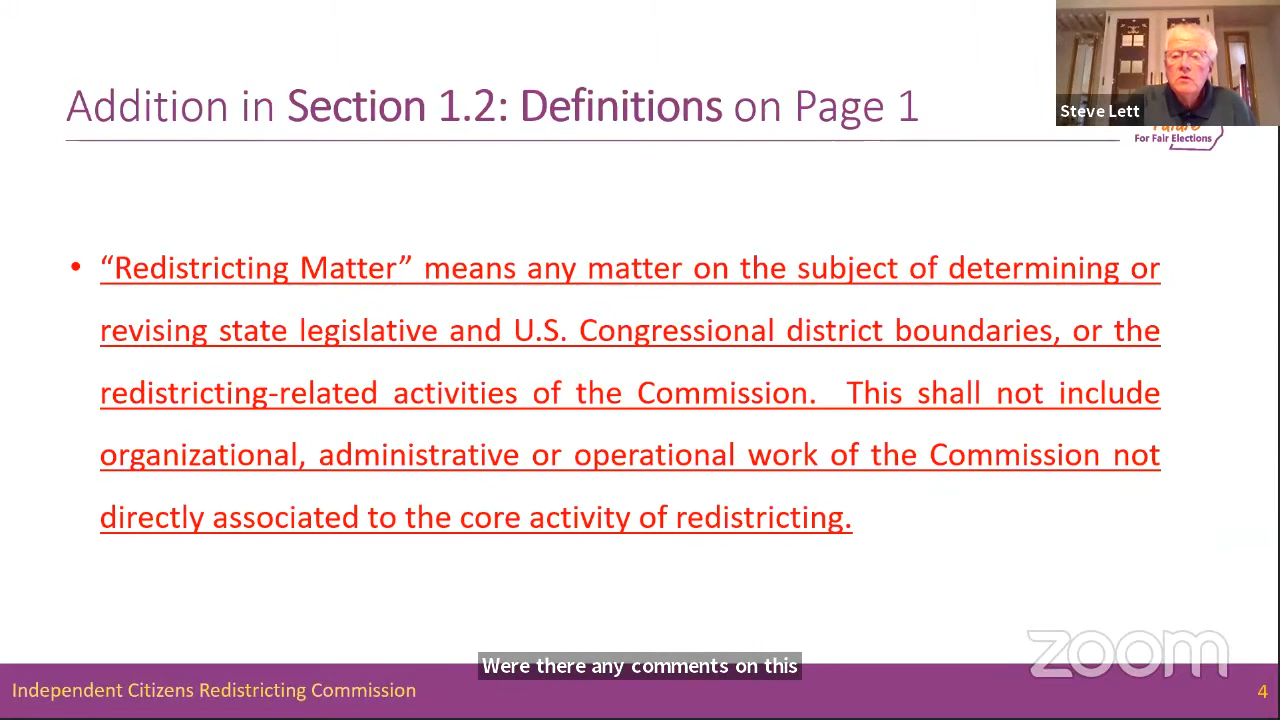 Addition in Section 1.2: Definitions on Page 1
Steve Lett
Future
For Fair Elections
• “Redistricting Matter” means any matter on the subject of determining or
revising state legislative and U.S. Congressional district boundaries, or the
redistricting-related activities of the Commission. This shall not include
organizational, administrative or operational work of the Commission not
directly associated to the core activity of redistricting.
zoom
Were there any comments on this
Independent Citizens Redistricting Commission
4